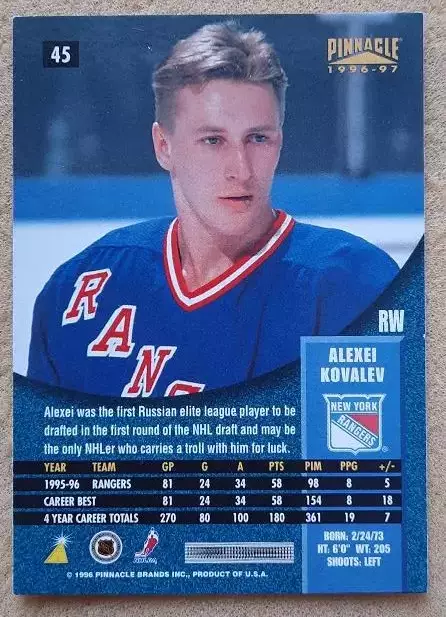 45
PINNACLE
1996-97
RANG
RW
ALEXEI
KOVALEV
NEW YORK
RANGERS
Alexei was the first Russian elite league player to be
drafted in the first round of the NHL draft and may be
the only NHLer who carries a troll with him for luck.
YEAR TEAM GP G A PTS PIM PPG +/-
1995-96 RANGERS 81 24 34 58 98 8 5
CAREER BEST 81 24 34 58 154 8 18
4 YEAR CAREER TOTALS 270 80 100 180 361 19 7
BORN: 2/24/73
HT: 6'0" WT: 205
SHOOTS: LEFT
NHL
NHLPA
© 1996 PINNACLE BRANDS INC., PRODUCT OF U.S.A.